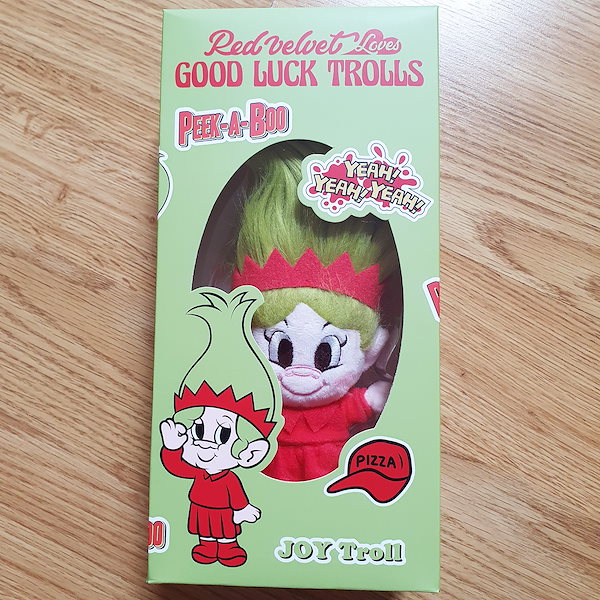 Red Velvet Loves
GOOD LUCK TROLLS
PEEK-A-BOO
YEAH!
YEAH! YEAH!
PIZZA
JOY Troll